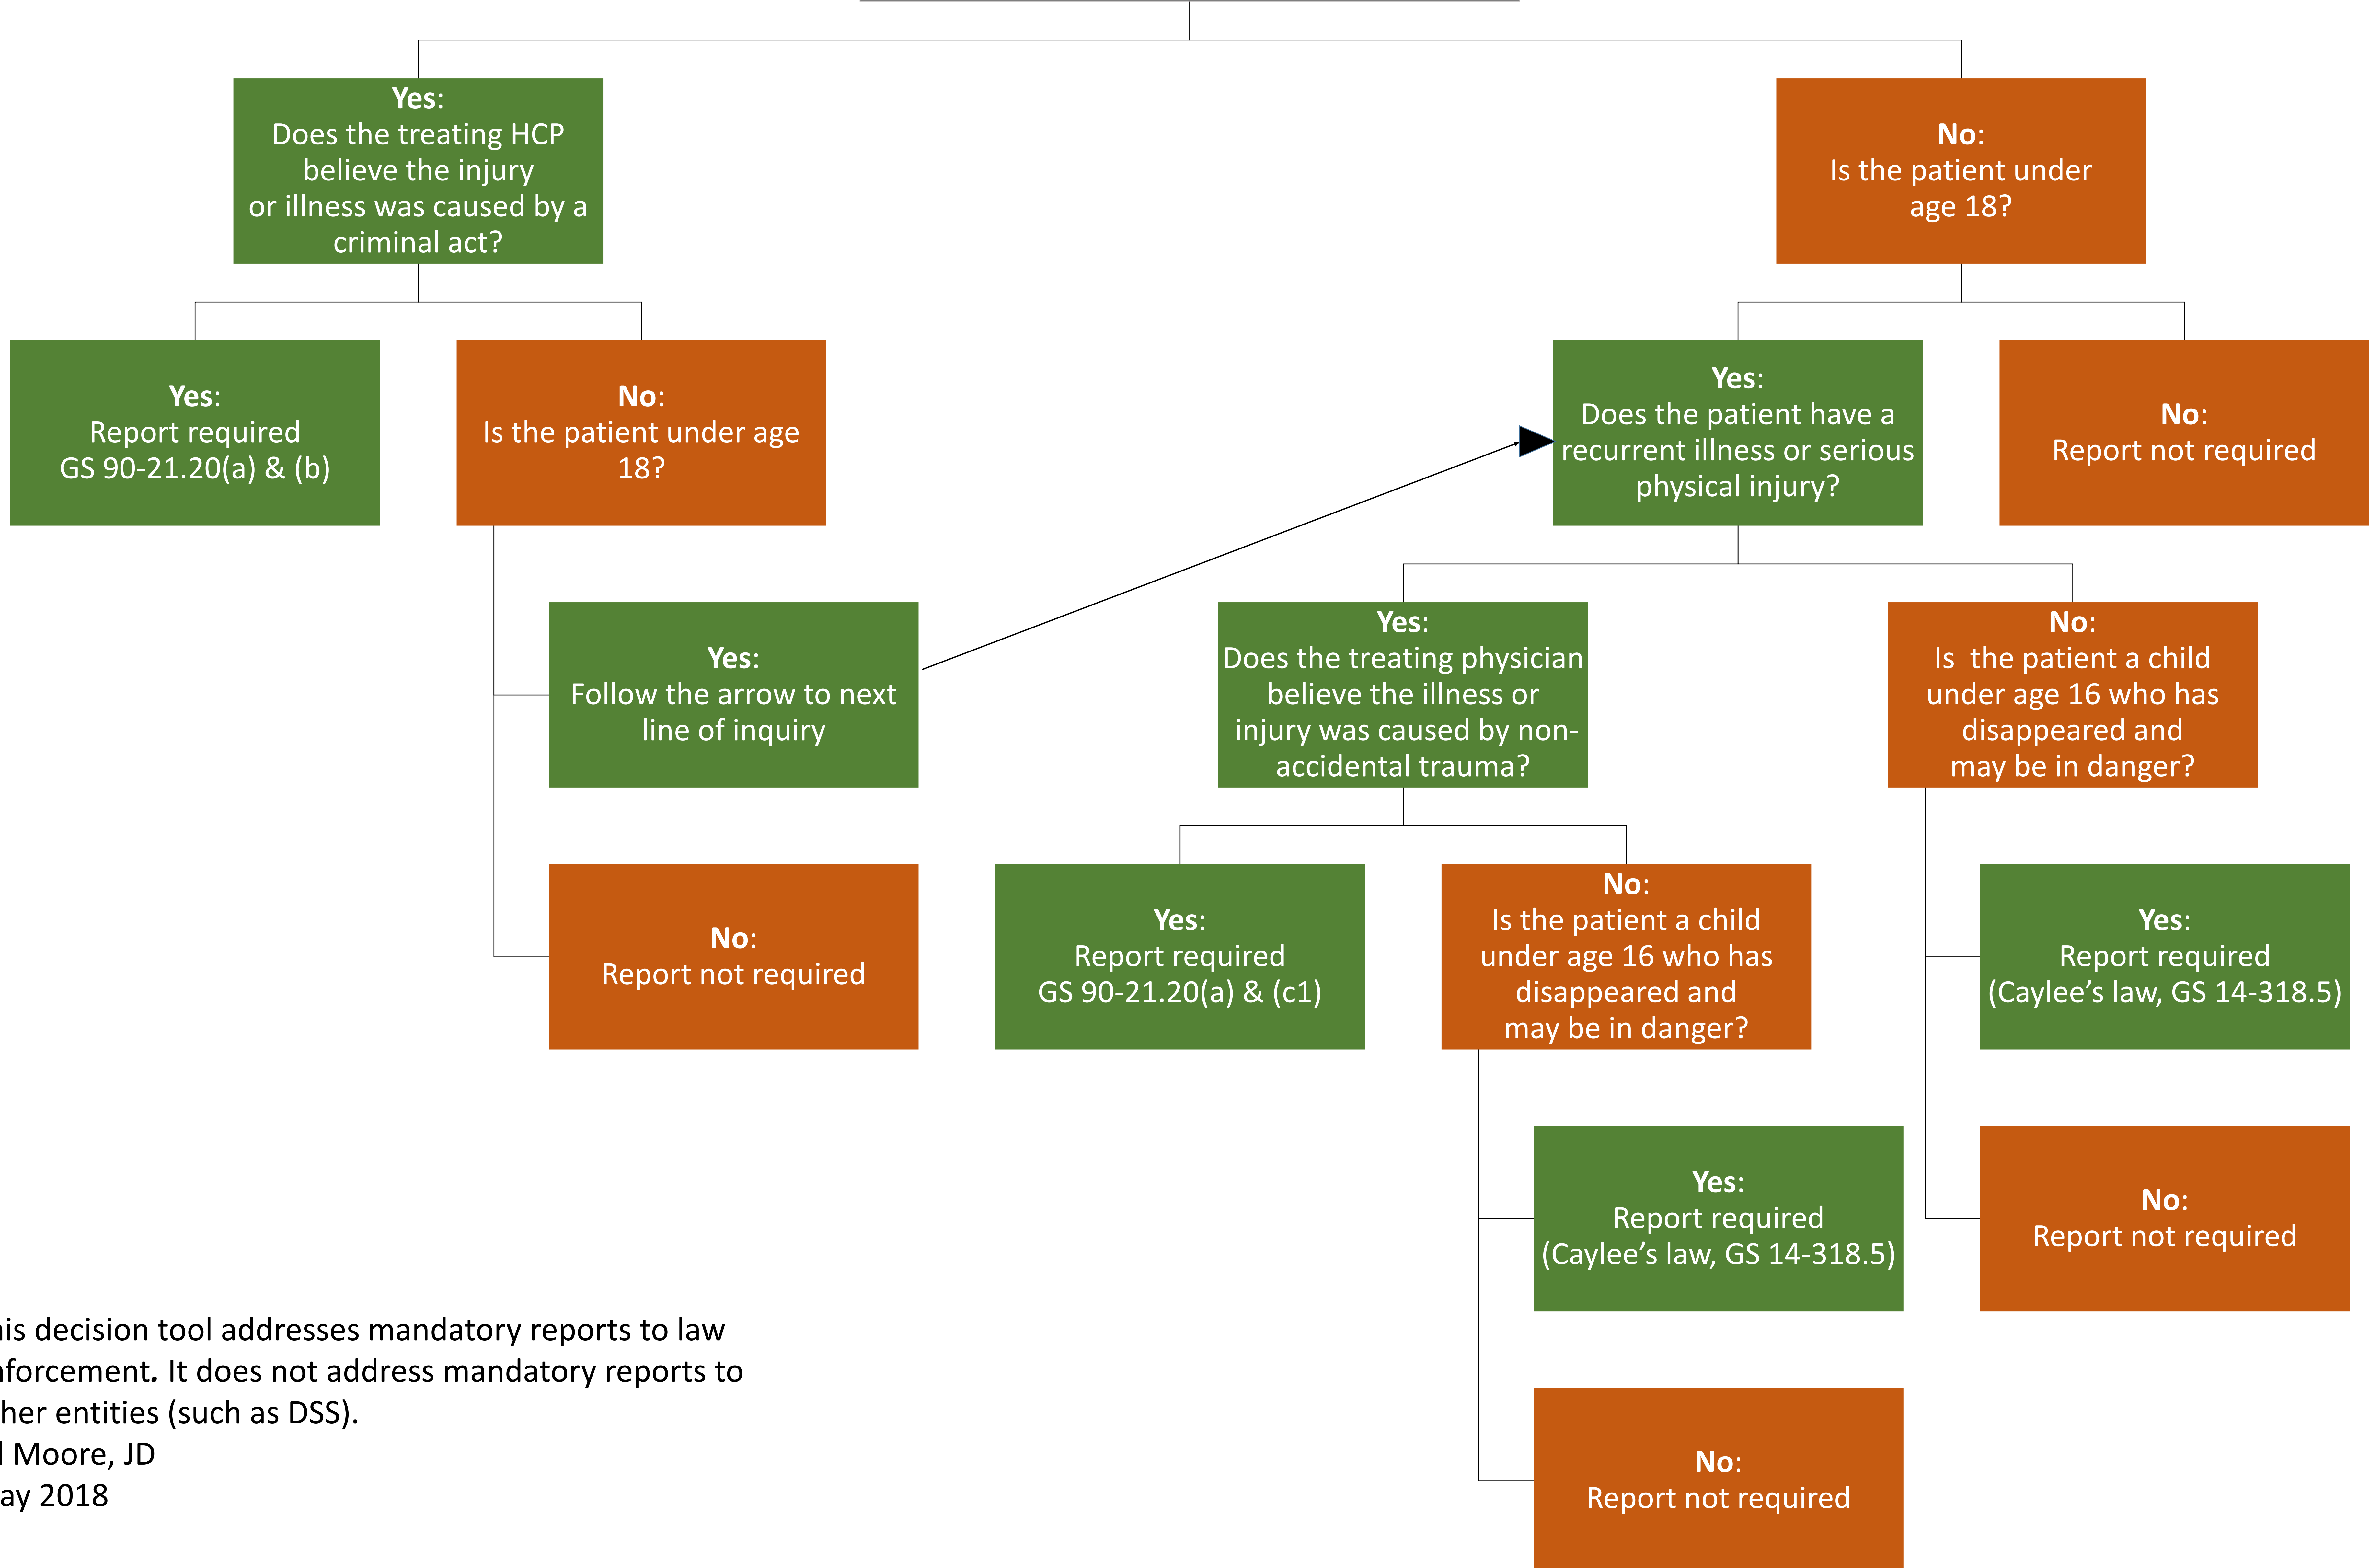 Yes:
Does the treating HCP
believe the injury
or illness was caused by a
criminal act?
No:
Is the patient under
age 18?
Yes:
Report required
GS 90-21.20(a) & (b)
No:
Is the patient under age
18?
Yes:
Does the patient have a
recurrent illness or serious
physical injury?
No:
Report not required
Yes:
Follow the arrow to next
line of inquiry
Yes:
Does the treating physician
believe the illness or
injury was caused by non-
accidental trauma?
No:
Is  the patient a child
under age 16 who has
disappeared and
may be in danger?
No:
Report not required
Yes:
Report required
GS 90-21.20(a) & (c1)
No:
Is the patient a child
under age 16 who has
disappeared and
may be in danger?
Yes:
Report required
(Caylee’s law, GS 14-318.5)
Yes:
Report required
(Caylee’s law, GS 14-318.5)
No:
Report not required
No:
Report not required
decision tool addresses mandatory reports to law
It does not address mandatory reports to
entities (such as DSS).
Moore, JD
2018